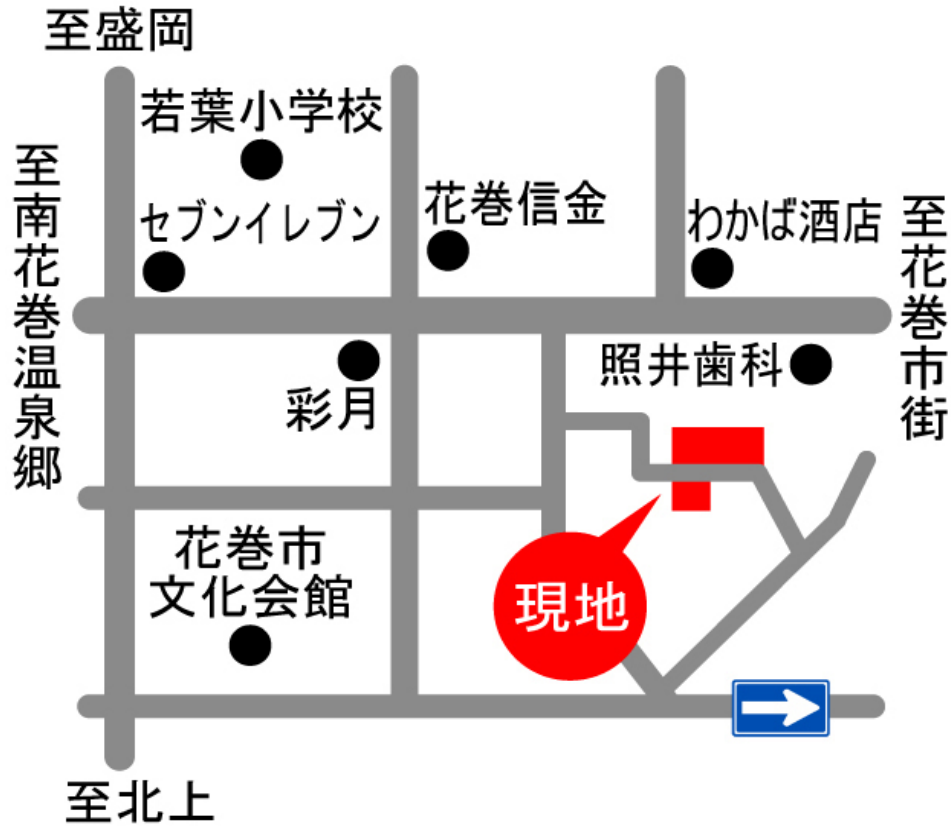 至盛岡
若葉小学校
セブンイレブン
花巻信金
わかば酒店
至南花巻温泉郷
至花巻市街
彩月
照井歯科
花巻市
文化会館
現地
至北上